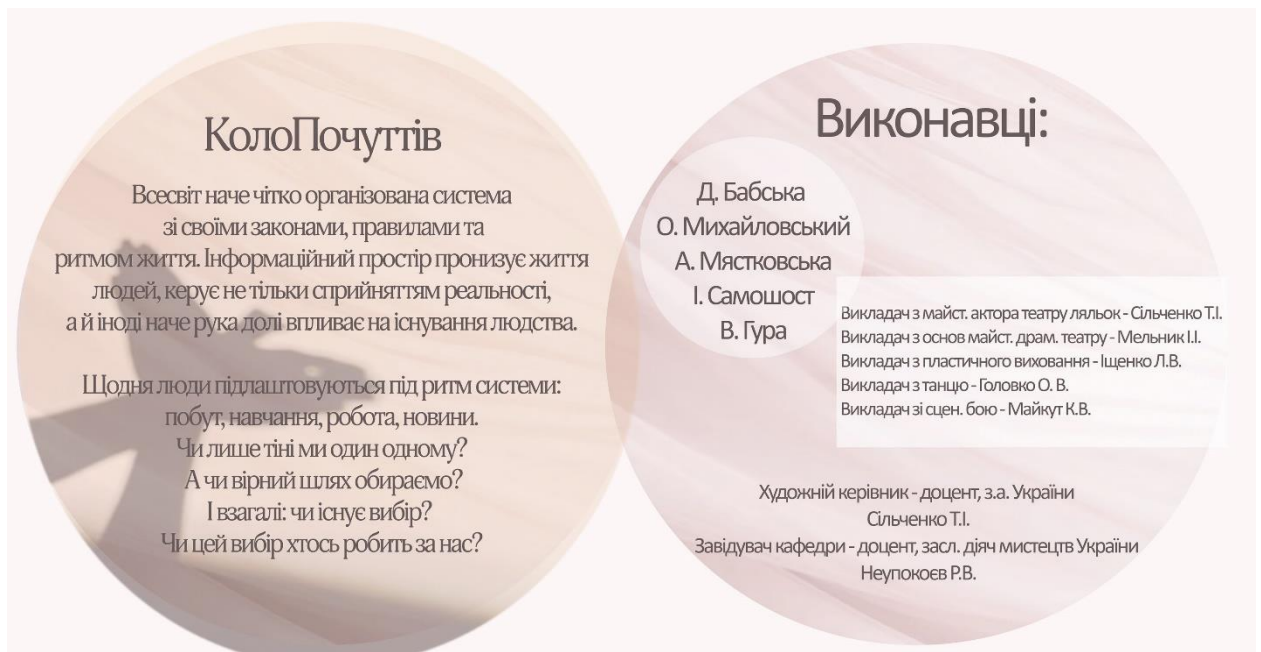 КолоПочуттів
Всесвіт наче чітко організована система
зі своїми законами, правилами та
ритмом життя. Інформаційний простір пронизує життя
людей, керує не тільки сприйняттям реальності,
а й іноді наче рука долі впливає на існування людства.
Щодня люди підлаштовуються під ритм системи:
побут, навчання, робота, новини.
Чи лише тіні ми один одному?
А чи вірний шлях обираємо?
І взагалі: чи існує вибір?
Чи цей вибір хтось робить за нас?
Виконавці:
Д. Бабська
О. Михайловський
А. Мястковська
І. Самошост
В. Гура
Викладач з майст. актора театру ляльок - Сільченко Т.І.
Викладач з основ майст. драм. театру - Мельник І.І.
Викладач з пластичного виховання - Іщенко Л.В.
Викладач з танцю - Головко О. В.
Викладач зі сцен. бою - Майкут К.В.
Художній керівник - доцент, з.а. України
Сільченко Т.І.
Завідувач кафедри - доцент, засл. діяч мистецтв України
Неупокоєв Р.В.